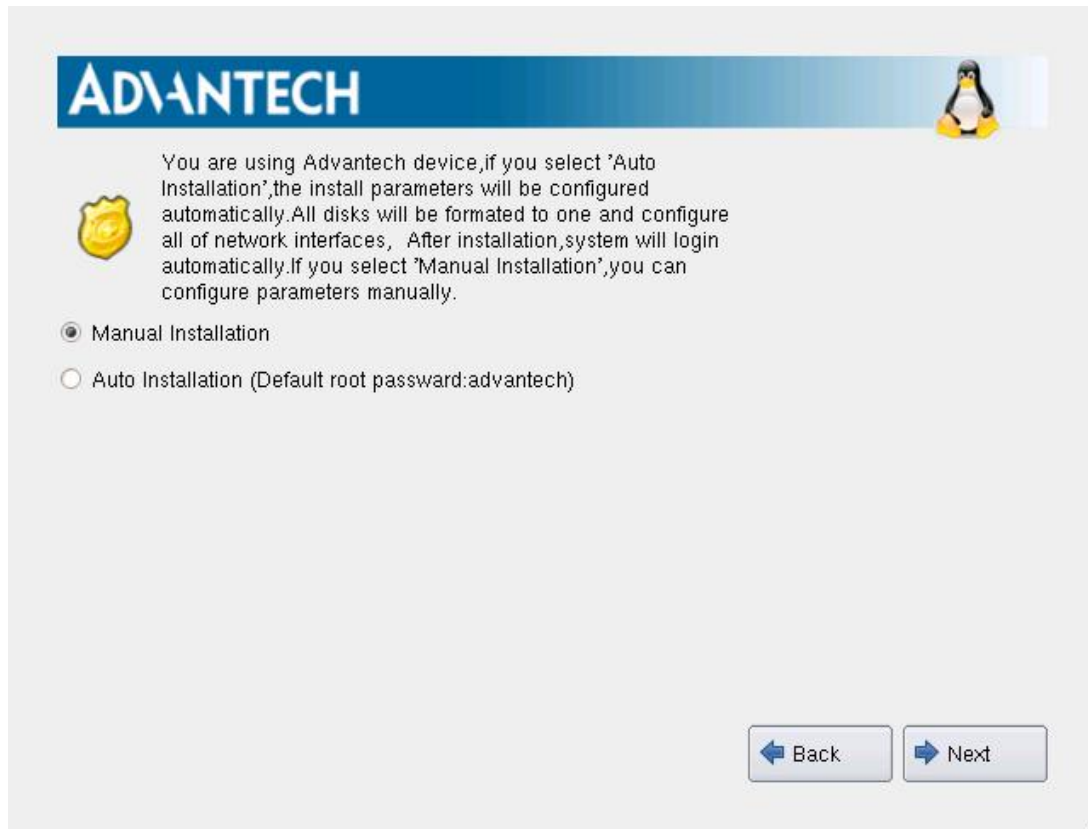 ADVANTECH
You are using Advantech device,if you select 'Auto
Installation',the install parameters will be configured
automatically.All disks will be formated to one and configure
all of network interfaces, After installation,system will login
automatically.If you select 'Manual Installation',you can
configure parameters manually.
Manual Installation
Auto Installation (Default root passward:advantech)
Back
Next